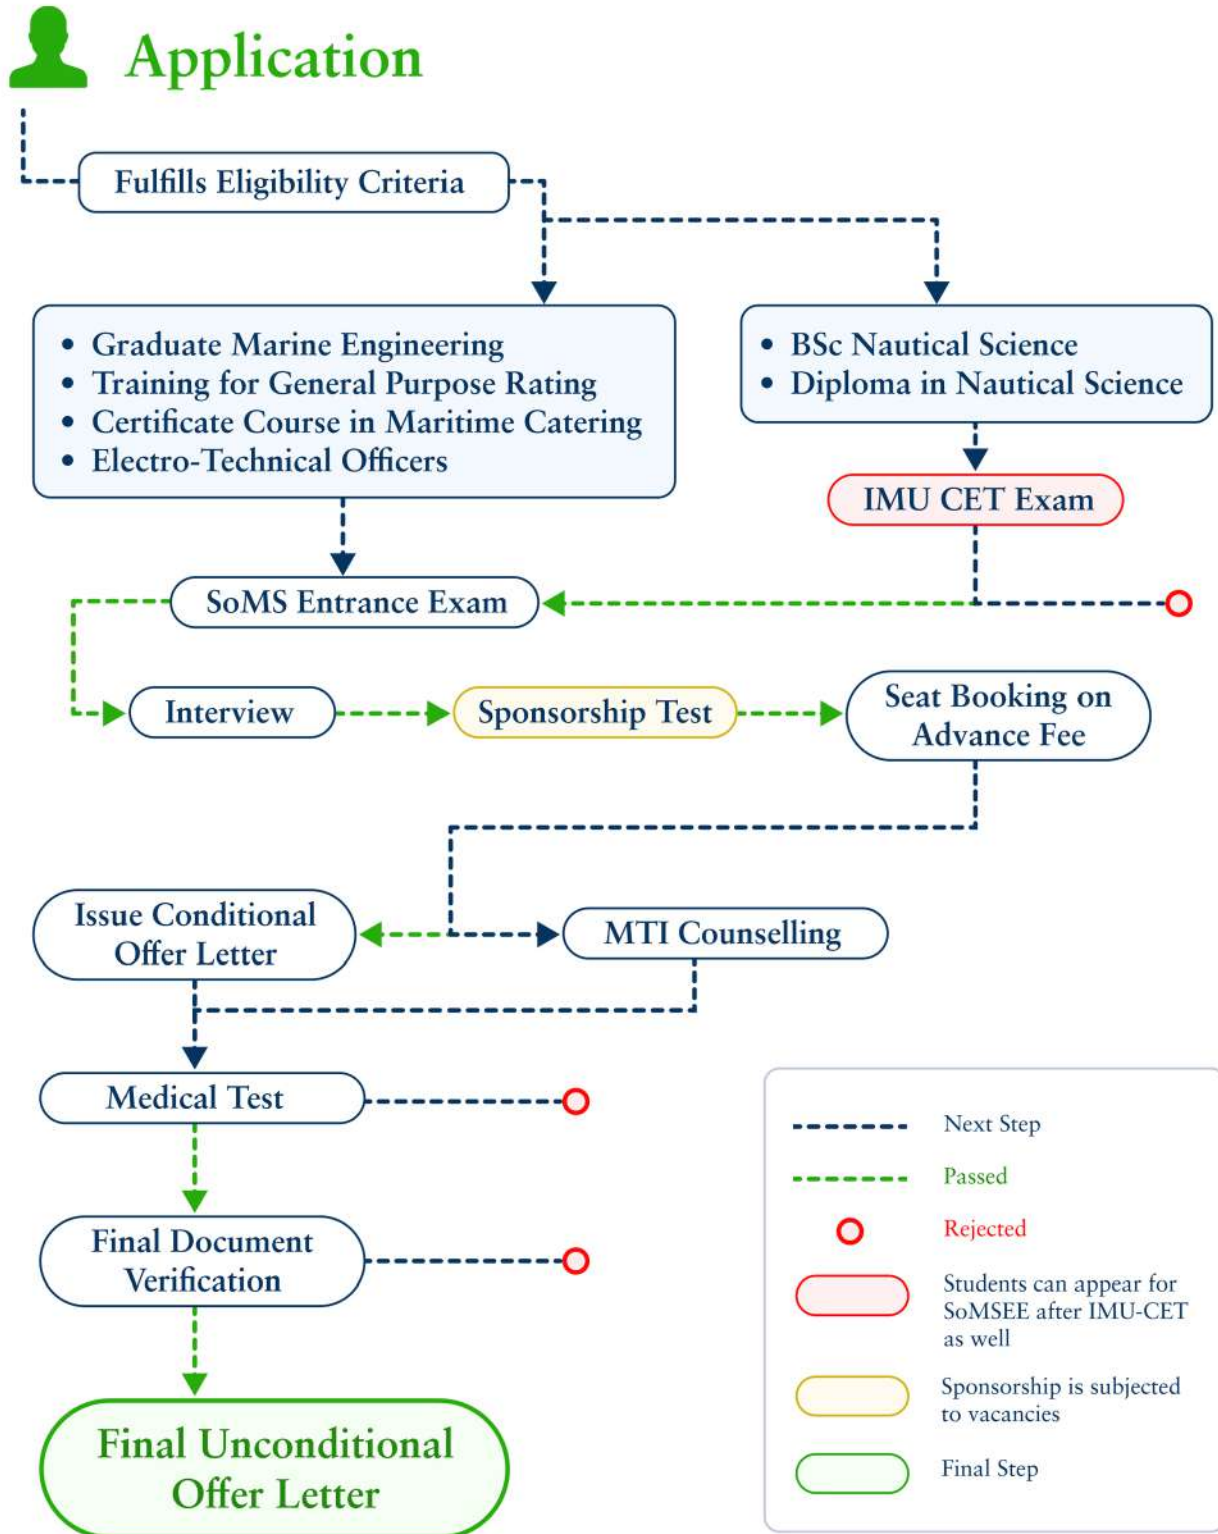 Application
Fulfills Eligibility Criteria
• Graduate Marine Engineering
• Training for General Purpose Rating
• Certificate Course in Maritime Catering
• Electro-Technical Officers
• BSc Nautical Science
• Diploma in Nautical Science
IMU CET Exam
SoMS Entrance Exam
Interview
Sponsorship Test
Seat Booking on
Advance Fee
Issue Conditional
Offer Letter
MTI Counselling
Medical Test
Final Document
Verification
Final Unconditional
Offer Letter
Next Step
Passed
Rejected
Students can appear for
SoMSEE after IMU-CET
as well
Sponsorship is subjected
to vacancies
Final Step